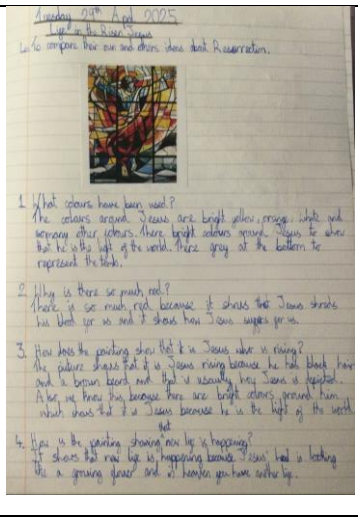 Tuesday 29th April 2025
Life in the Risen Jesus
Lo: To compare their own and others ideas about Resurrection.
1. What colours have been used?
The colours around Jesus are bright yellow, orange, white and
so many other colours. There bright colours around Jesus to show
that he is the light of the world. There grey at the bottom to
represent the tomb.
2. Why is there so much red?
There is so much red because it shows that Jesus shreds
his blood for us and it shows how Jesus suffers for us.
3. How does the painting show that it is Jesus who is rising?
The picture shows that it is Jesus rising because he has black hair
and a brown beard and that is usually how Jesus is depicted.
Also, we know this because there are bright colours around him
which shows that it is Jesus because he is the light of the world
4. How is the painting showing that new life is happening?
It shows that new life is happening because Jesus' head is looking
like a growing flower and in heaven you have another life.